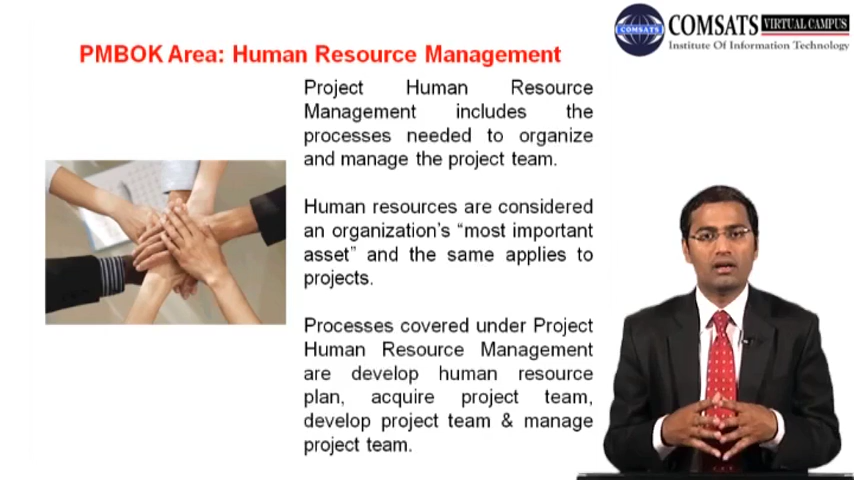 COMSATS VIRTUAL CAMPUS
Institute Of Information Technology
COMSATS
PMBOK Area: Human Resource Management
Project Human Resource
Management includes the
processes needed to organize
and manage the project team.
Human resources are considered
an organization's “most important
asset” and the same applies to
projects.
Processes covered under Project
Human Resource Management
are develop human resource
plan, acquire project team,
develop project team & manage
project team.